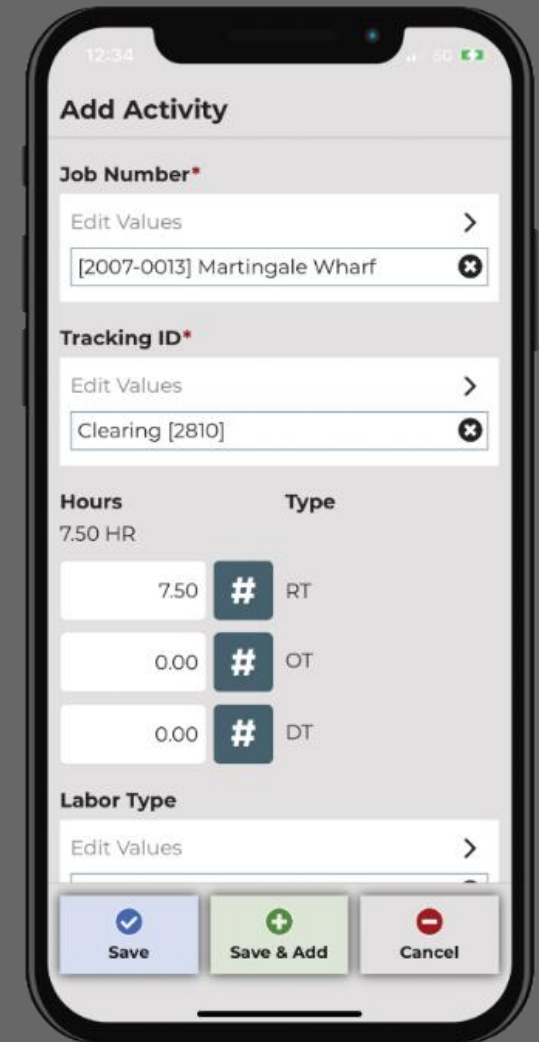 12:34
5G
Add Activity
Job Number*
Edit Values
[2007-0013] Martingale Wharf
Tracking ID*
Edit Values
Clearing [2810]
Hours Type
7.50 HR
7.50 # RT
0.00 # OT
0.00 # DT
Labor Type
Edit Values
Save Save & Add Cancel